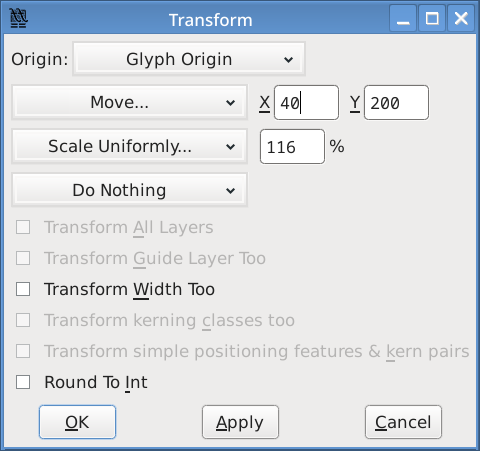 Transform
Origin: Glyph Origin
Move... X 40 Y 200
Scale Uniformly... 116 %
Do Nothing
Transform All Layers
Transform Guide Layer Too
Transform Width Too
Transform kerning classes too
Transform simple positioning features & kern pairs
Round To Int
OK Apply Cancel